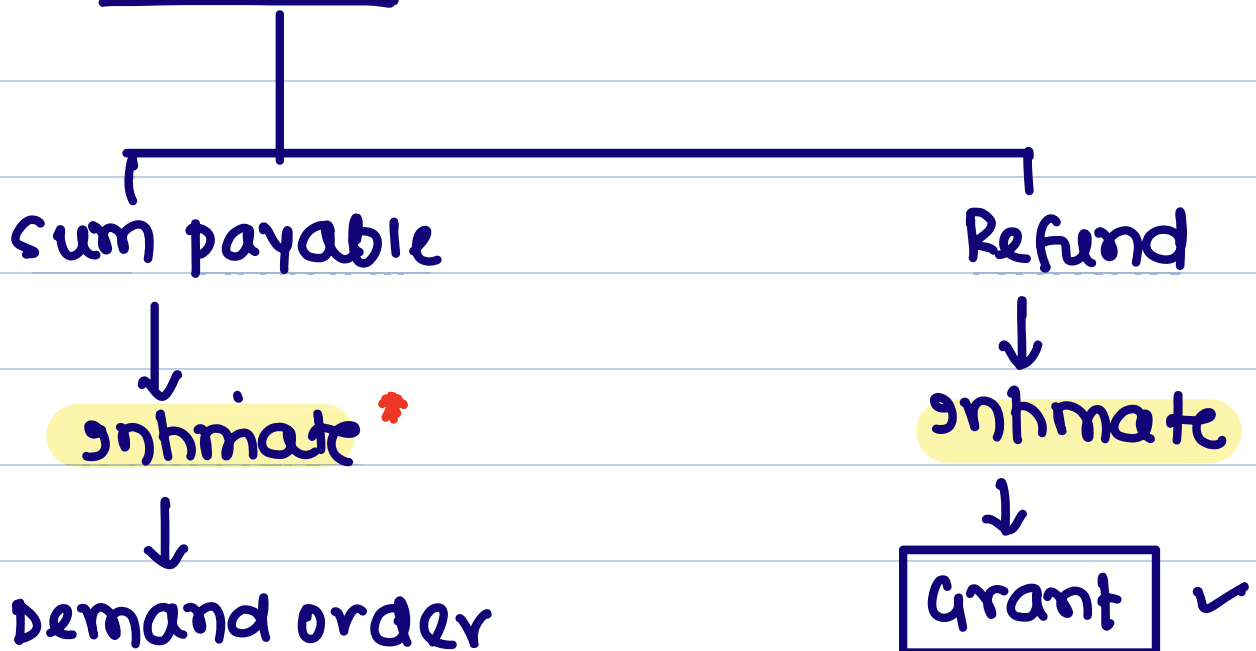 Sum payable Refund
Intimate * Intimate
Demand order Grant ✓